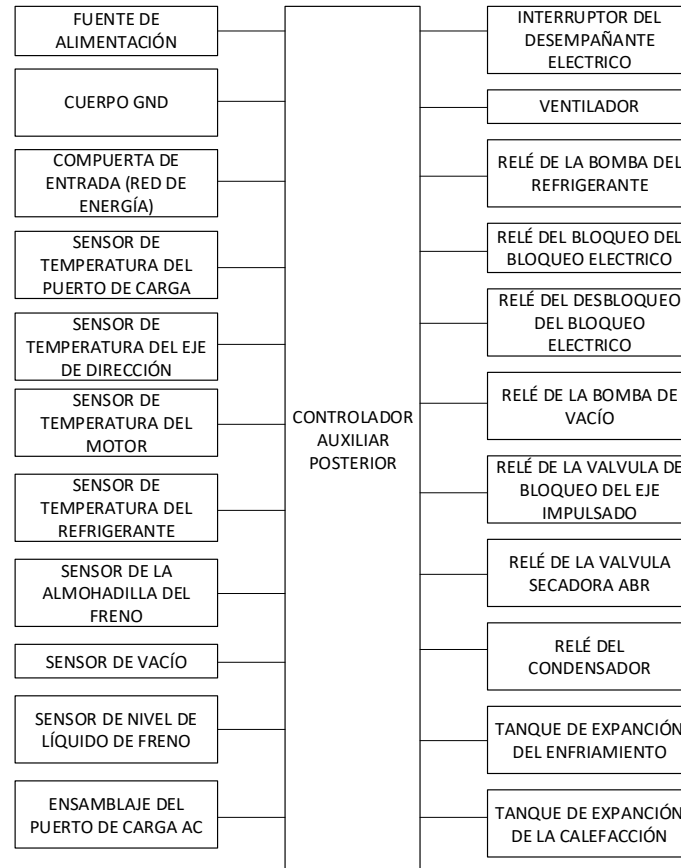 FUENTE DE
ALIMENTACIÓN
CUERPO GND
COMPUERTA DE
ENTRADA (RED DE
ENERGÍA)
SENSOR DE
TEMPERATURA DEL
PUERTO DE CARGA
SENSOR DE
TEMPERATURA DEL EJE
DE DIRECCIÓN
SENSOR DE
TEMPERATURA DEL
MOTOR
SENSOR DE
TEMPERATURA DEL
REFRIGERANTE
SENSOR DE LA
ALMOHADILLA DEL
FRENO
SENSOR DE VACÍO
SENSOR DE NIVEL DE
LÍQUIDO DE FRENO
ENSAMBLAJE DEL
PUERTO DE CARGA AC
CONTROLADOR
AUXILIAR
POSTERIOR
INTERRUPTOR DEL
DESEMPAÑANTE
ELECTRICO
VENTILADOR
RELÉ DE LA BOMBA DEL
REFRIGERANTE
RELÉ DEL BLOQUEO DEL
BLOQUEO ELECTRICO
RELÉ DEL DESBLOQUEO
DEL BLOQUEO
ELECTRICO
RELÉ DE LA BOMBA DE
VACÍO
RELÉ DE LA VALVULA DE
BLOQUEO DEL EJE
IMPULSADO
RELÉ DE LA VALVULA
SECADORA ABR
RELÉ DEL
CONDENSADOR
TANQUE DE EXPANCIÓN
DEL ENFRIAMIENTO
TANQUE DE EXPANCIÓN
DE LA CALEFACCIÓN